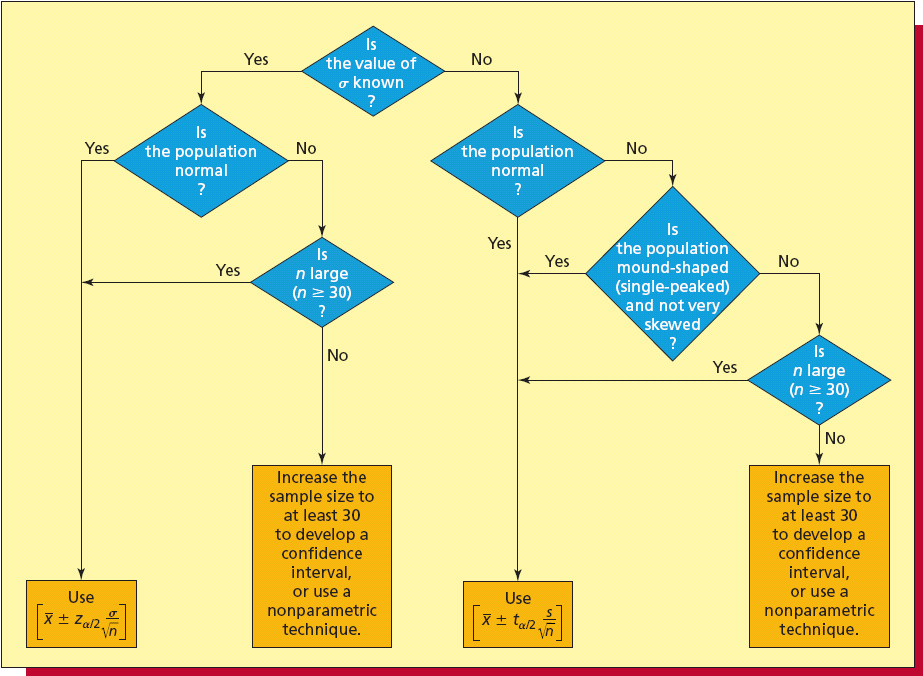 Is
the value of
σ known
?
Yes
No
Is
the population
normal
?
Yes
No
Is
n large
(n ≥ 30)
?
Yes
No
Increase the
sample size to
at least 30
to develop a
confidence
interval,
or use a
nonparametric
technique.
Use
[x̄ ± zα/2 σ/√n]
Is
the population
normal
?
Yes
No
Is
the population
mound-shaped
(single-peaked)
and not very
skewed
?
Yes
No
Is
n large
(n ≥ 30)
?
Yes
No
Use
[x̄ ± tα/2 s/√n]
Increase the
sample size to
at least 30
to develop a
confidence
interval,
or use a
nonparametric
technique.